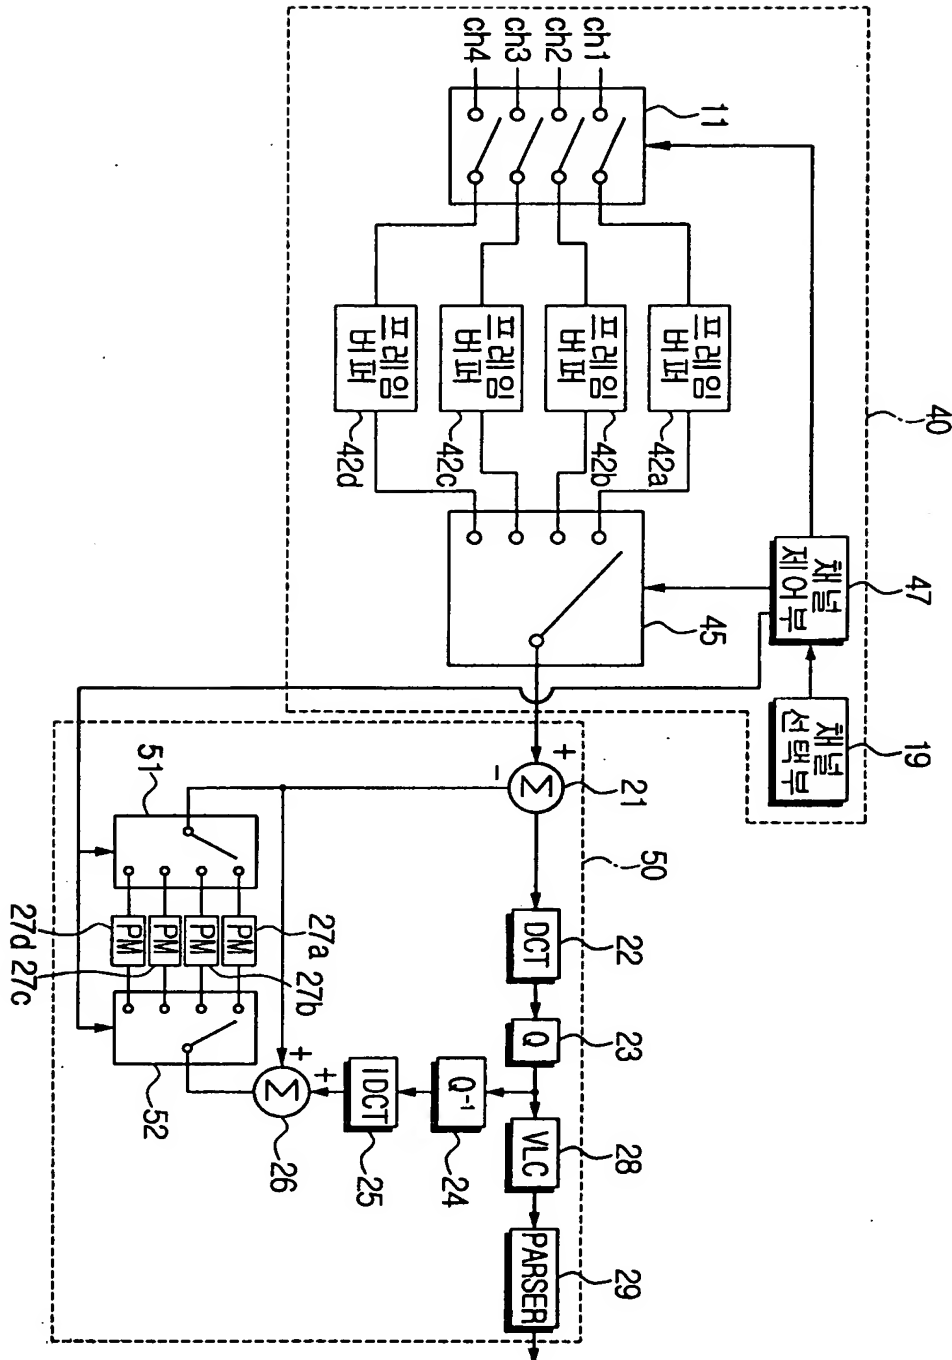 ch1
ch2
ch3
ch4
11
프레임
버퍼
42a
프레임
버퍼
42b
프레임
버퍼
42c
프레임
버퍼
42d
45
채널
제어부
47
채널
선택부
19
40
+
-
Σ
21
DCT
22
Q
23
VLC
28
PARSER
29
Q-1
24
IDCT
25
+
+
Σ
26
51
PM
27a
PM
27b
PM
27c
PM
27d
52
50